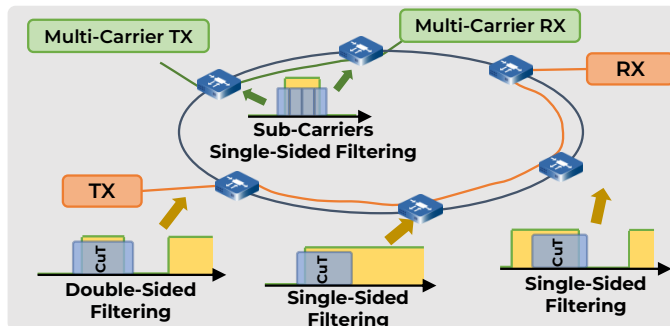 Multi-Carrier TX
Multi-Carrier RX
RX
Sub-Carriers
Single-Sided Filtering
TX
CuT
Double-Sided
Filtering
CuT
Single-Sided
Filtering
CuT
Single-Sided
Filtering